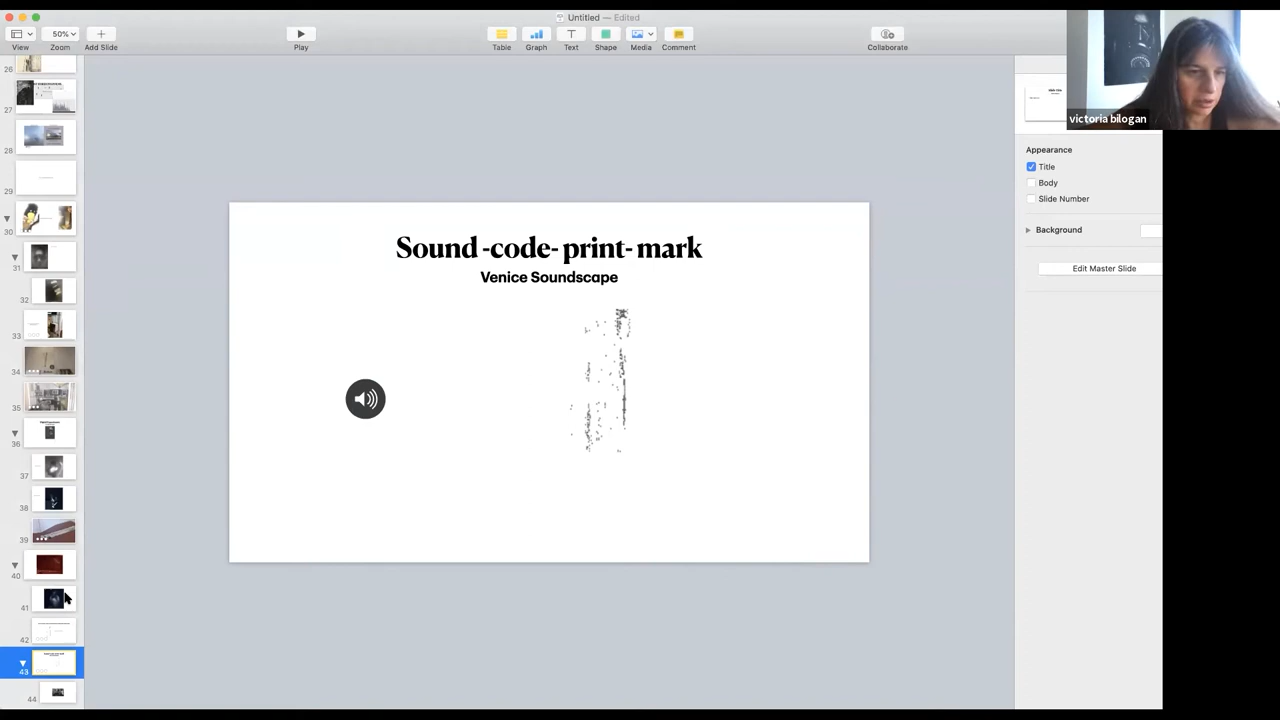 Untitled — Edited
50%
View
Zoom
Add Slide
Play
Table
Graph
Text
Shape
Media
Comment
Collaborate
victoria bilogan
Appearance
Title
Body
Slide Number
Background
Edit Master Slide
Sound -code- print- mark
Venice Soundscape
26
27
28
29
30
31
32
33
34
35
36
37
38
39
40
41
42
43
44